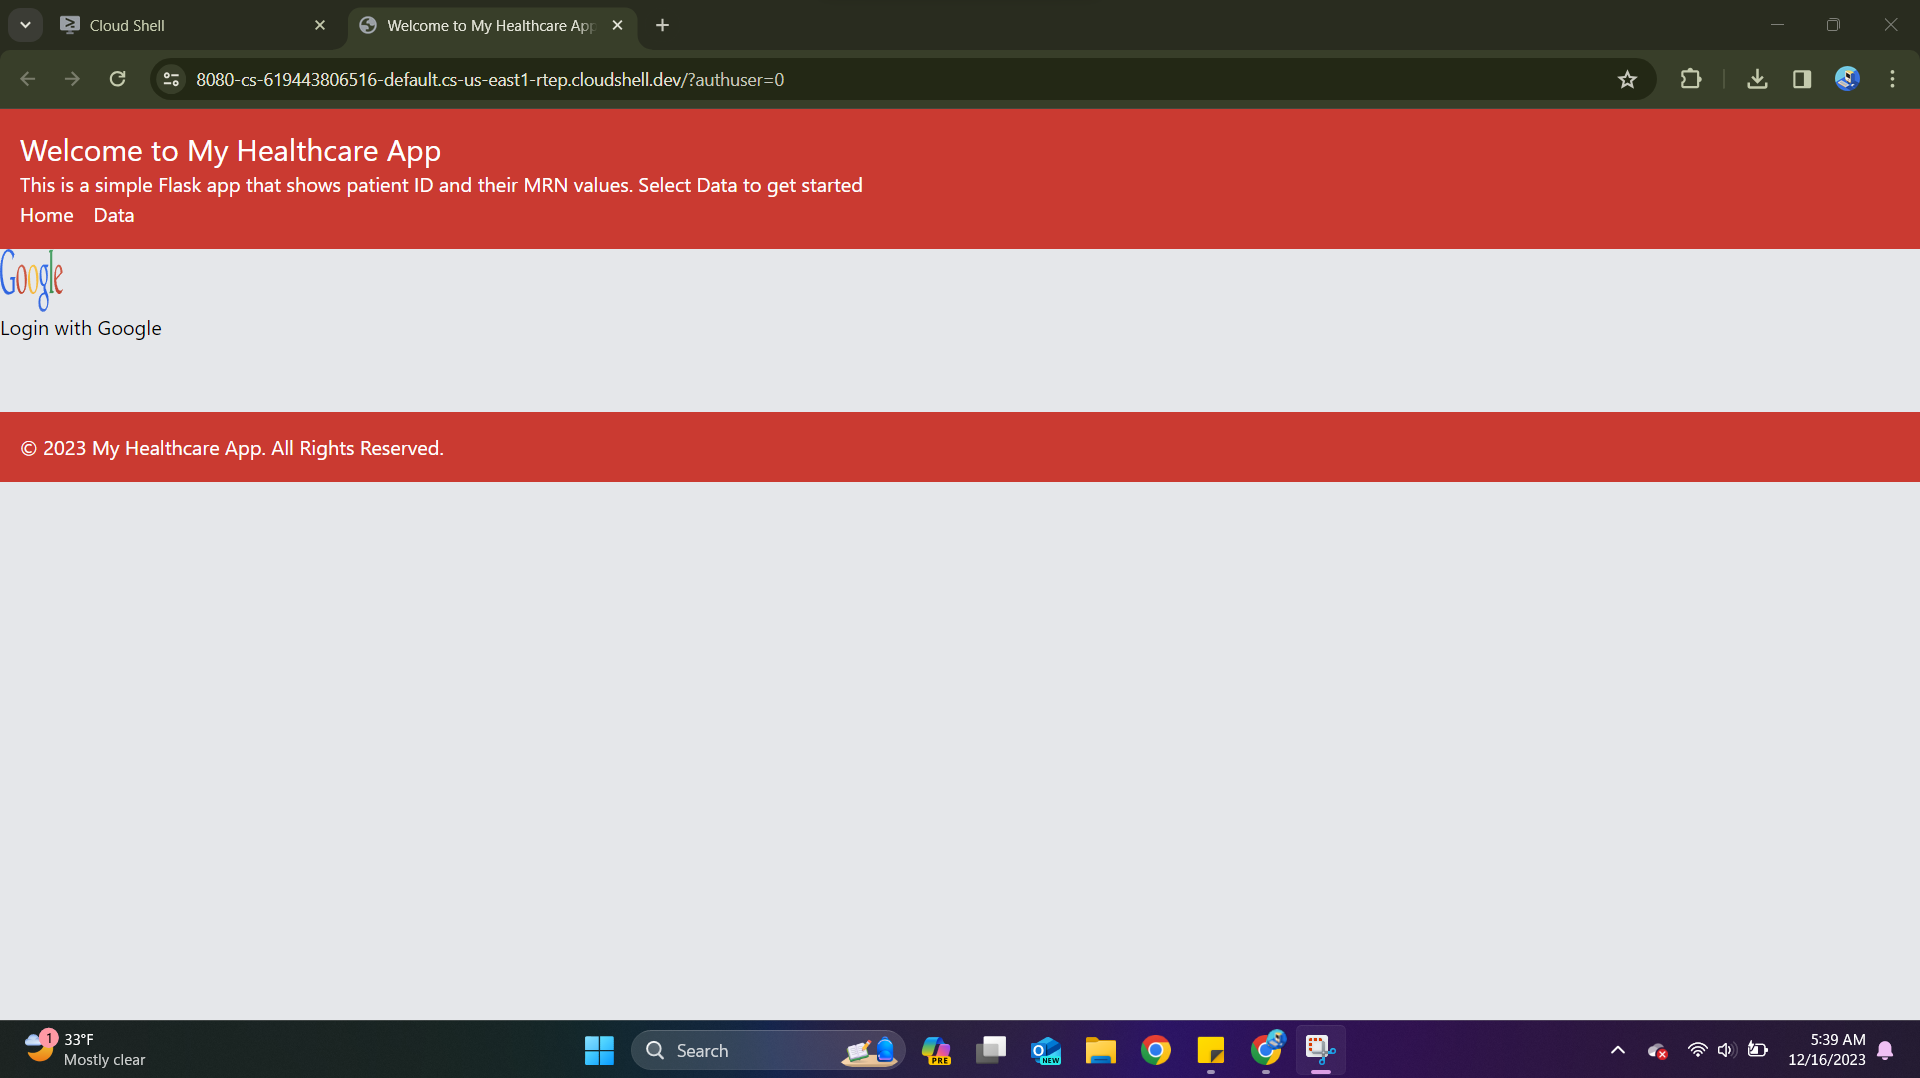 Cloud Shell
Welcome to My Healthcare App
8080-cs-619443806516-default.cs-us-east1-rtep.cloudshell.dev/?authuser=0
Welcome to My Healthcare App
This is a simple Flask app that shows patient ID and their MRN values. Select Data to get started
Home Data
Google
Login with Google
© 2023 My Healthcare App. All Rights Reserved.
1
33°F
Mostly clear
Search
PRE
NEW
5:39 AM
12/16/2023